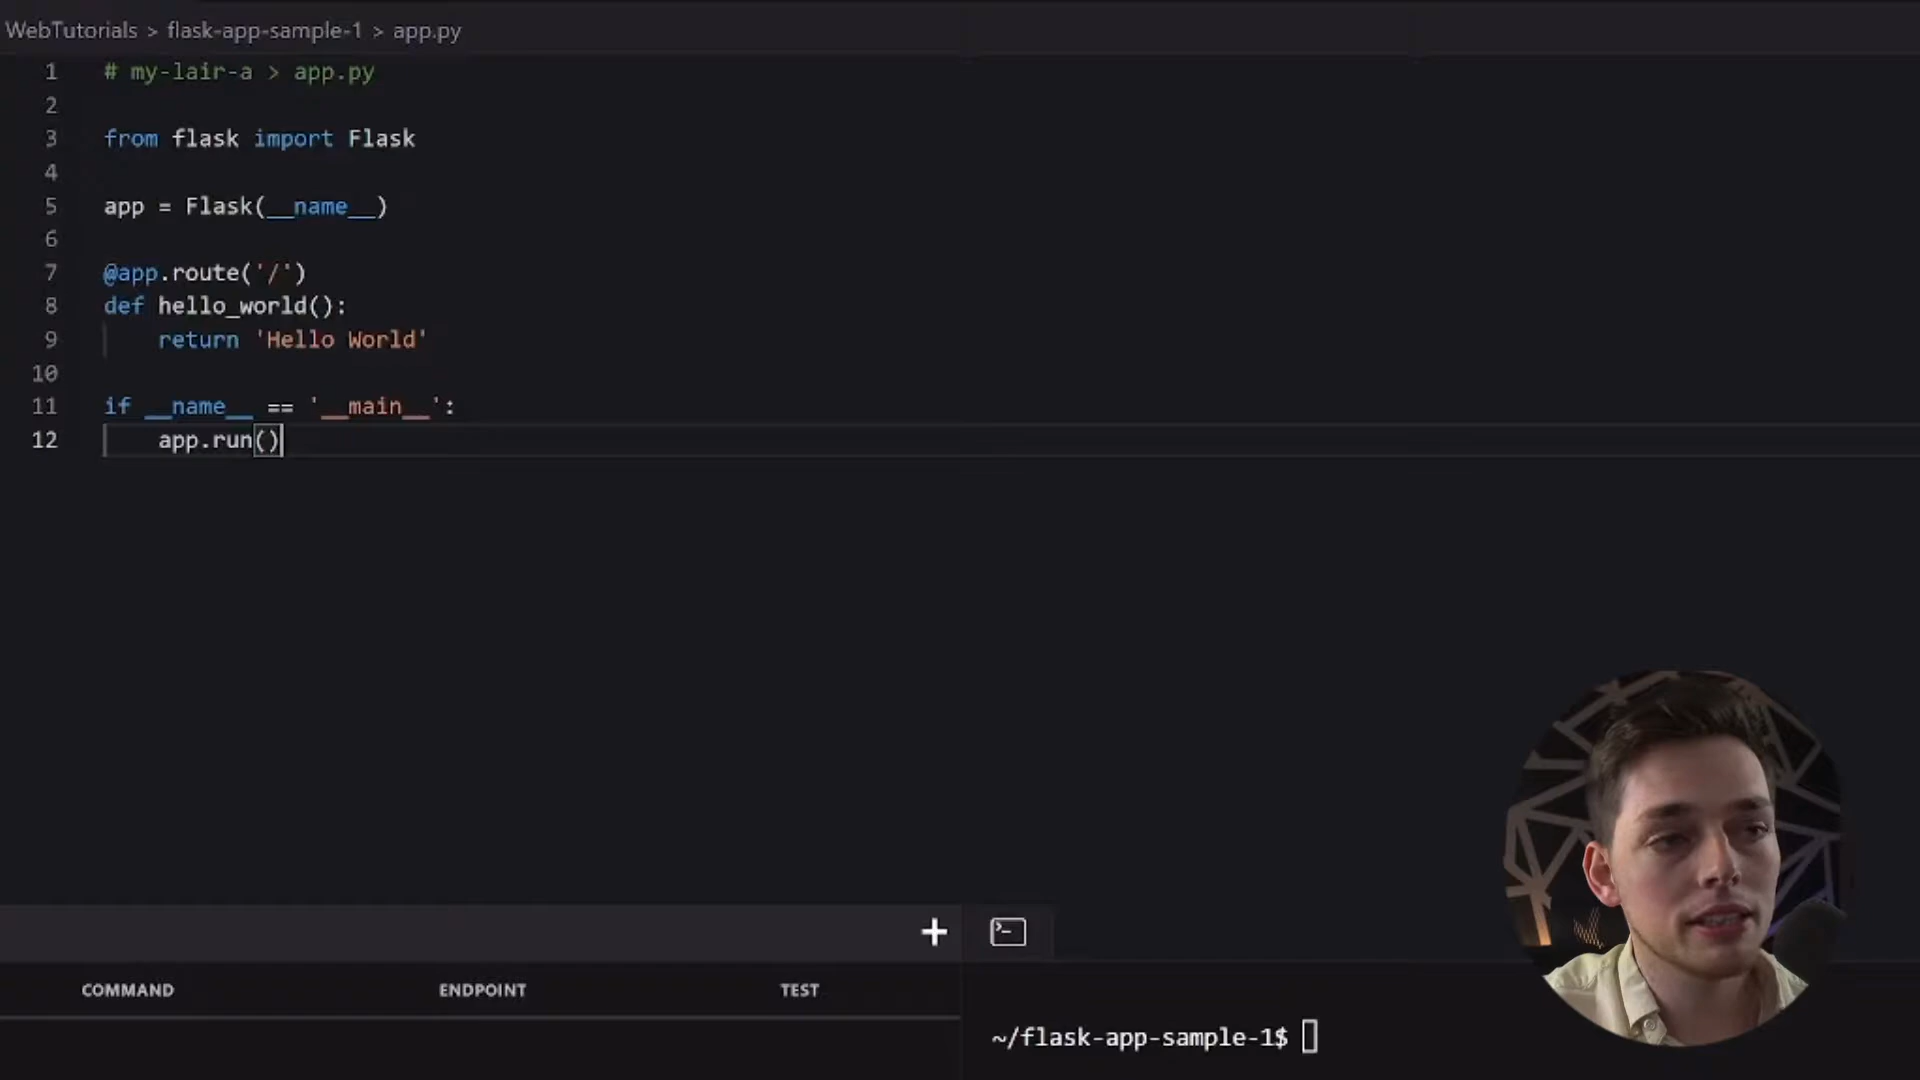 WebTutorials > flask-app-sample-1 > app.py
1 # my-lair-a > app.py
2
3 from flask import Flask
4
5 app = Flask(__name__)
6
7 @app.route('/')
8 def hello_world():
9 return 'Hello World'
10
11 if __name__ == '__main__':
12 app.run()
COMMAND ENDPOINT TEST
~/flask-app-sample-1$